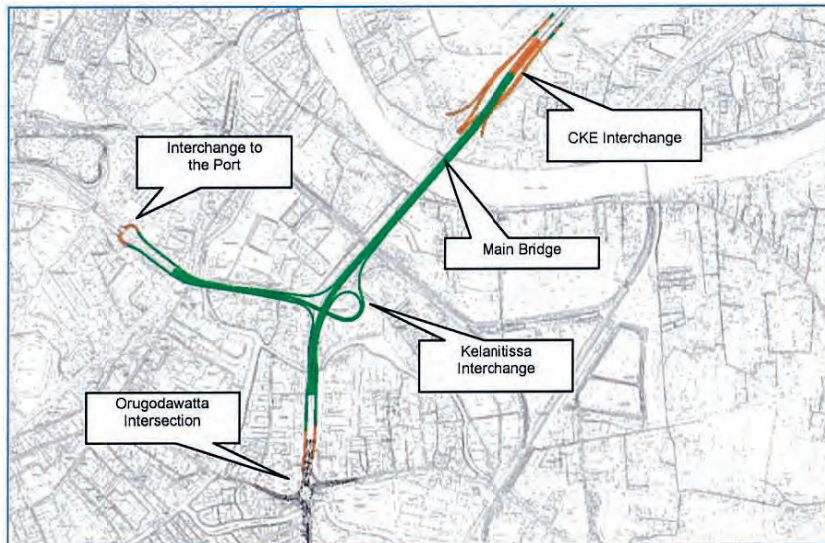 CKE Interchange
Interchange to
the Port
Main Bridge
Kelanitissa
Interchange
Orugodawatta
Intersection